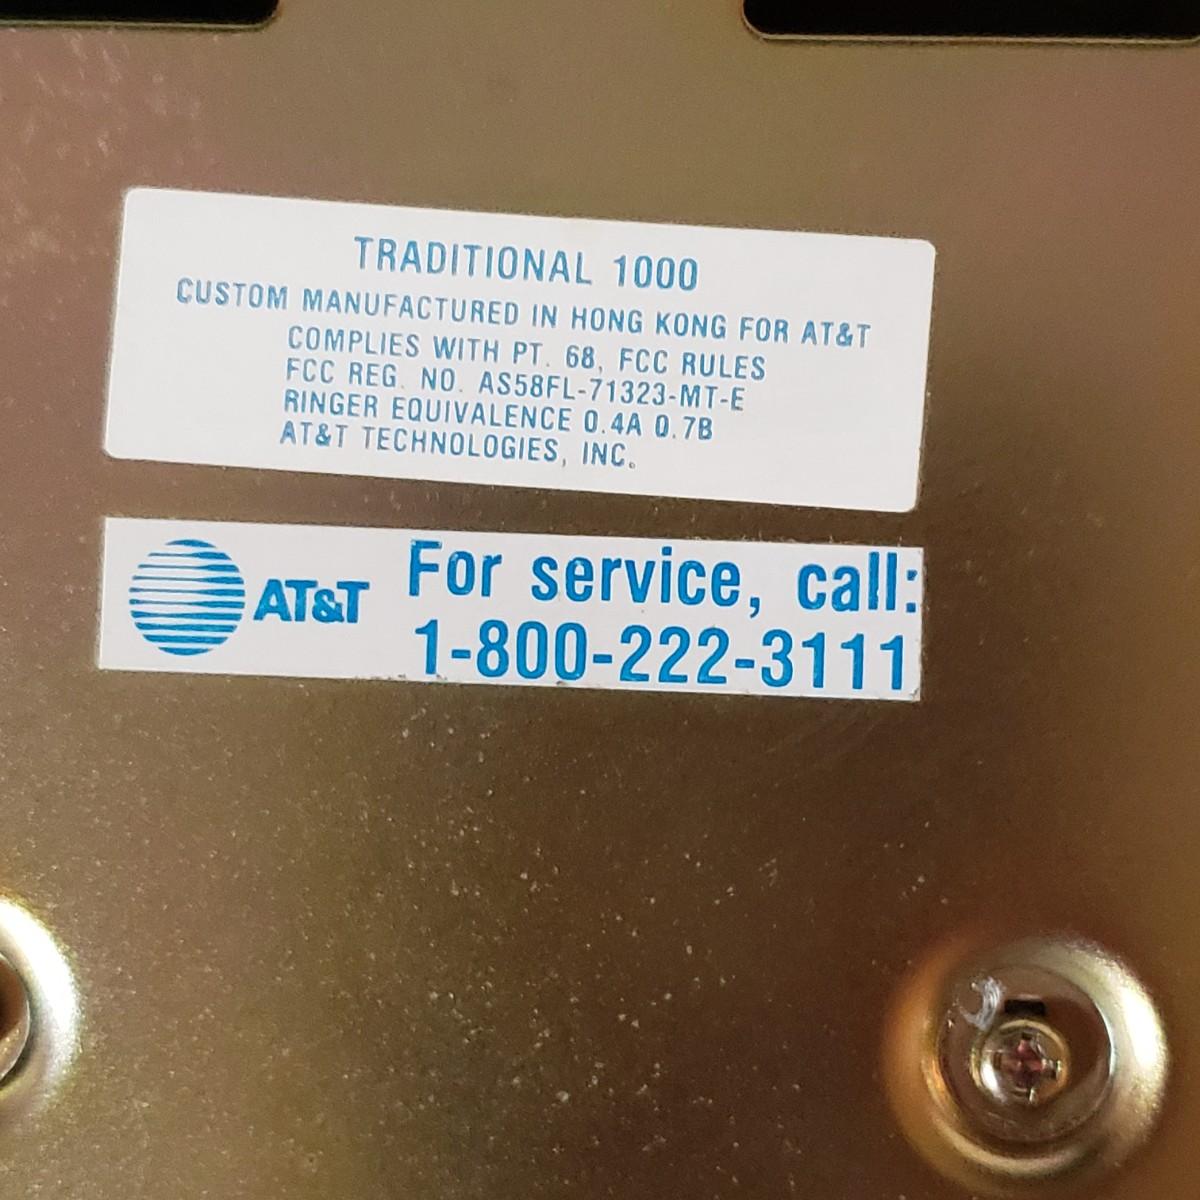 TRADITIONAL 1000
CUSTOM MANUFACTURED IN HONG KONG FOR AT&T
COMPLIES WITH PT. 68, FCC RULES
FCC REG. NO. AS58FL-71323-MT-E
RINGER EQUIVALENCE 0.4A 0.7B
AT&T TECHNOLOGIES, INC.
AT&T
For service, call:
1-800-222-3111